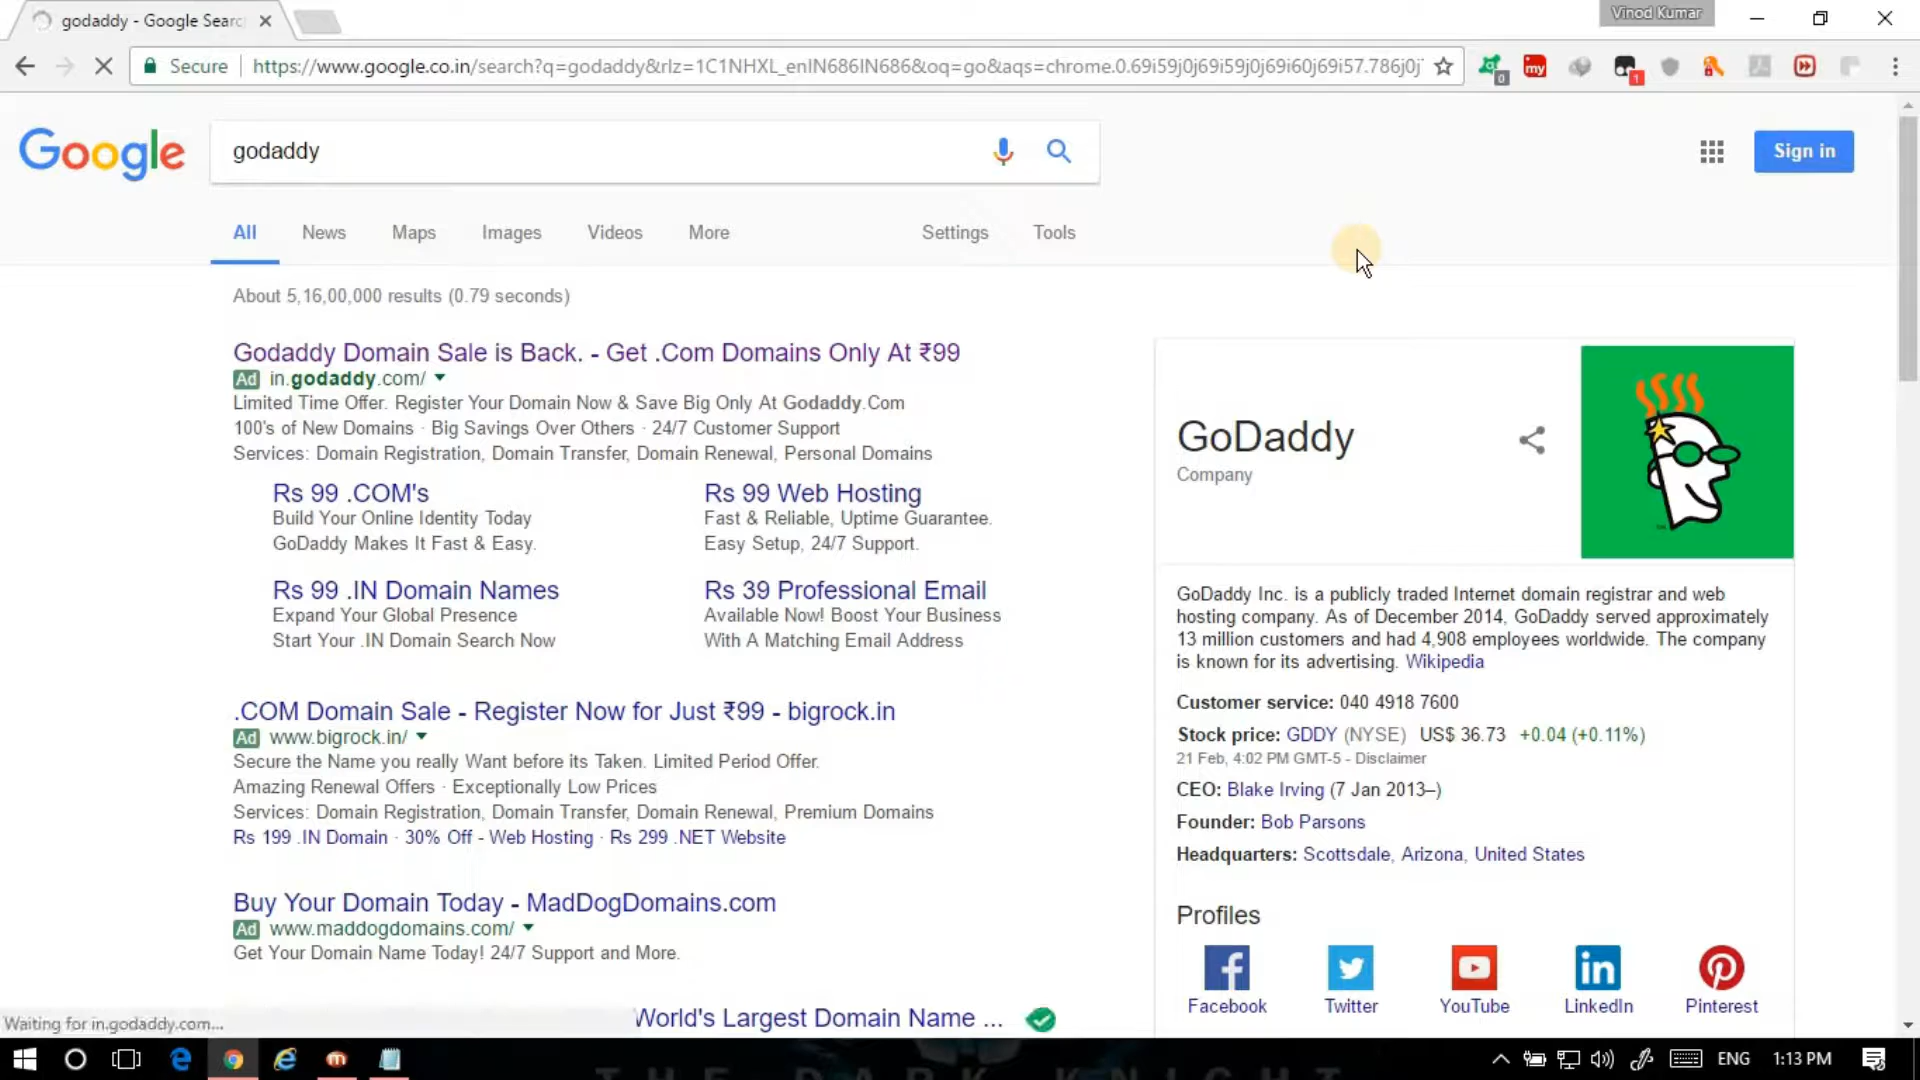 godaddy - Google Searc
Vinod Kumar
Secure
https://www.google.co.in/search?q=godaddy&rlz=1C1NHXL_enIN686IN686&oq=go&aqs=chrome.0.69i59j0j69i59j0j69i60j69i57.786j0j
0
my
1
Google
godaddy
Sign in
All
News
Maps
Images
Videos
More
Settings
Tools
About 5,16,00,000 results (0.79 seconds)
Godaddy Domain Sale is Back. - Get .Com Domains Only At ₹99
Ad in.godaddy.com/
Limited Time Offer. Register Your Domain Now & Save Big Only At Godaddy.Com
100's of New Domains · Big Savings Over Others · 24/7 Customer Support
Services: Domain Registration, Domain Transfer, Domain Renewal, Personal Domains
Rs 99 .COM's
Build Your Online Identity Today
GoDaddy Makes It Fast & Easy.
Rs 99 Web Hosting
Fast & Reliable, Uptime Guarantee.
Easy Setup, 24/7 Support.
Rs 99 .IN Domain Names
Expand Your Global Presence
Start Your .IN Domain Search Now
Rs 39 Professional Email
Available Now! Boost Your Business
With A Matching Email Address
.COM Domain Sale - Register Now for Just ₹99 - bigrock.in
Ad www.bigrock.in/
Secure the Name you really Want before its Taken. Limited Period Offer.
Amazing Renewal Offers · Exceptionally Low Prices
Services: Domain Registration, Domain Transfer, Domain Renewal, Premium Domains
Rs 199 .IN Domain · 30% Off - Web Hosting · Rs 299 .NET Website
Buy Your Domain Today - MadDogDomains.com
Ad www.maddogdomains.com/
Get Your Domain Name Today! 24/7 Support and More.
World's Largest Domain Name ...
GoDaddy
Company
GoDaddy Inc. is a publicly traded Internet domain registrar and web
hosting company. As of December 2014, GoDaddy served approximately
13 million customers and had 4,908 employees worldwide. The company
is known for its advertising. Wikipedia
Customer service: 040 4918 7600
Stock price: GDDY (NYSE) US$ 36.73 +0.04 (+0.11%)
21 Feb, 4:02 PM GMT-5 - Disclaimer
CEO: Blake Irving (7 Jan 2013–)
Founder: Bob Parsons
Headquarters: Scottsdale, Arizona, United States
Profiles
Facebook
Twitter
YouTube
LinkedIn
Pinterest
Waiting for in.godaddy.com...
THE DARK KNIGHT
ENG
1:13 PM